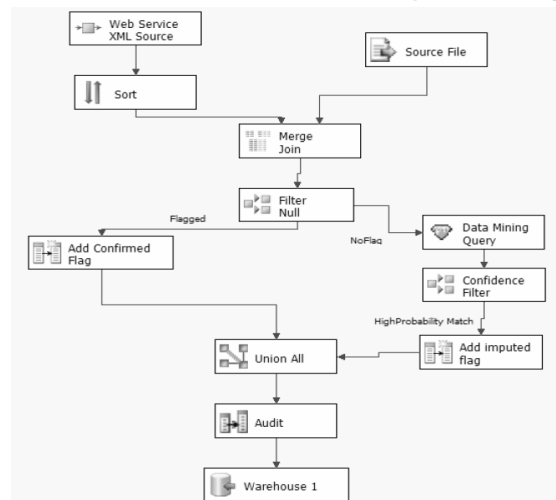 Web Service
XML Source
Source File
Sort
Merge
Join
Filter
Null
Flagged
NoFlag
Add Confirmed
Flag
Data Mining
Query
Confidence
Filter
HighProbability Match
Add imputed
flag
Union All
Audit
Warehouse 1